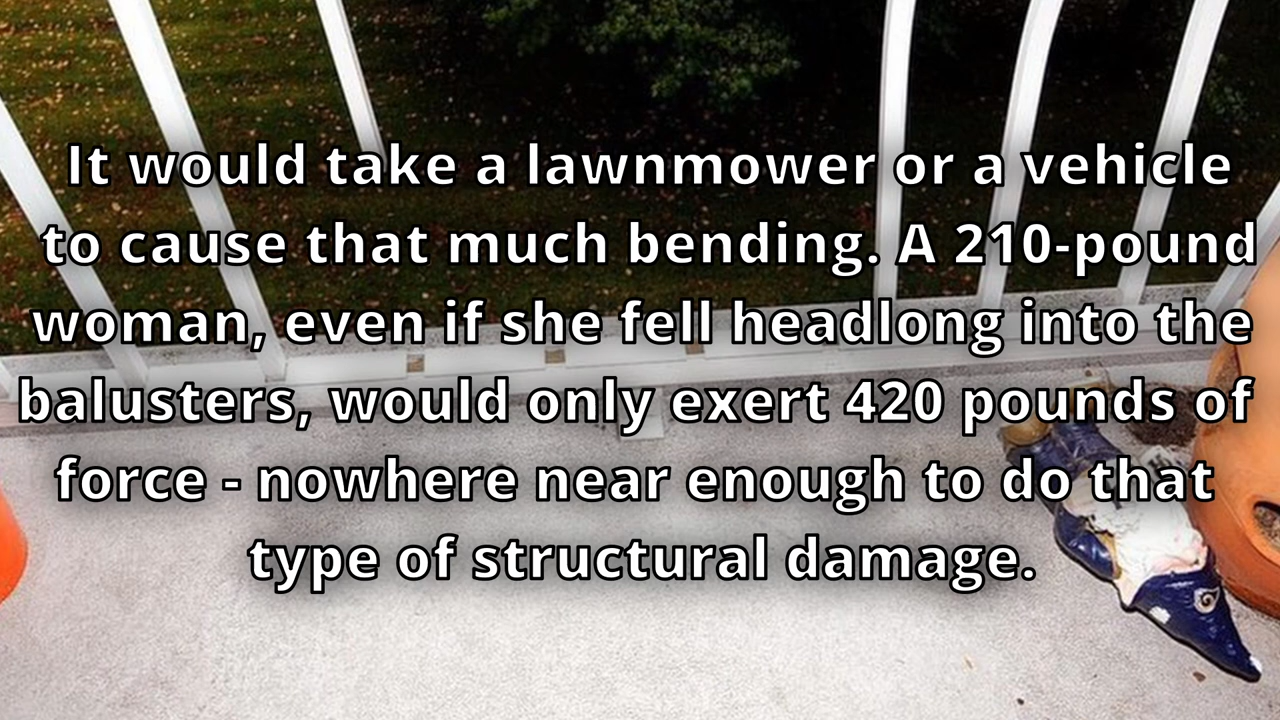 It would take a lawnmower or a vehicle
to cause that much bending. A 210-pound
woman, even if she fell headlong into the
balusters, would only exert 420 pounds of
force - nowhere near enough to do that
type of structural damage.